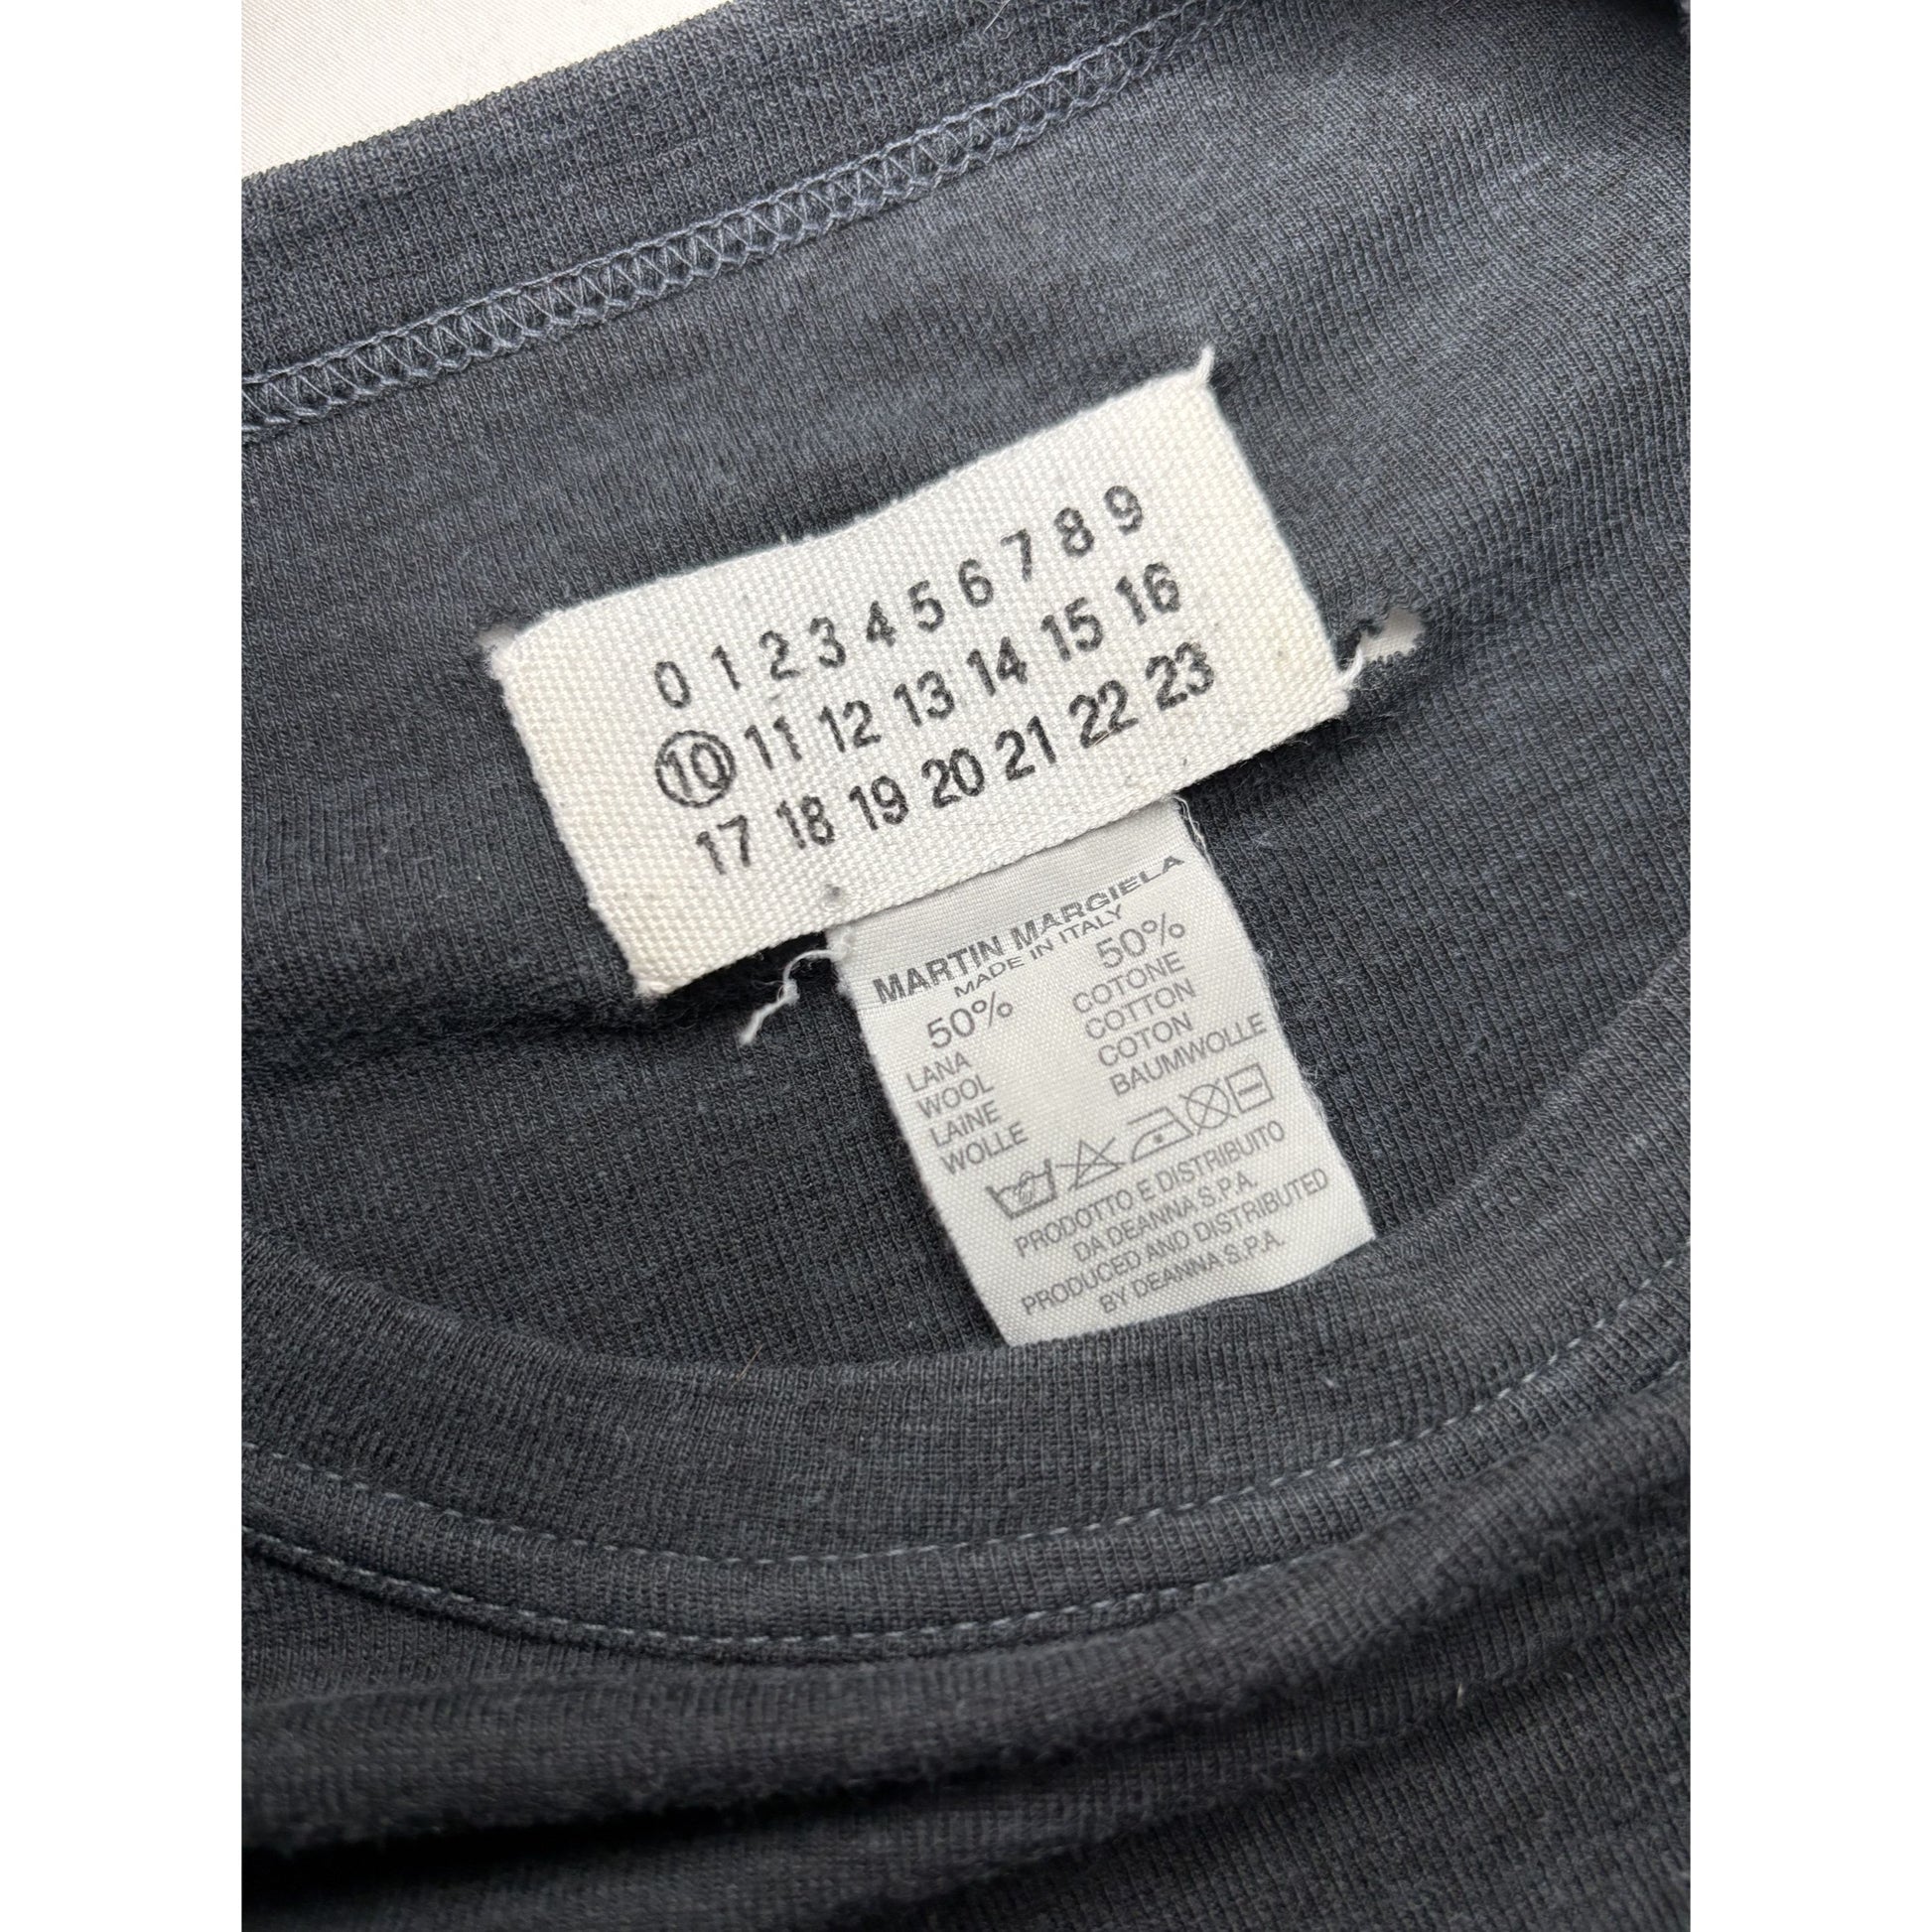 0 1 2 3 4 5 6 7 8 9
10 11 12 13 14 15 16
17 18 19 20 21 22 23
MARTIN MARGIELA
MADE IN ITALY
50% 50%
LANA COTONE
WOOL COTTON
LAINE COTON
WOLLE BAUMWOLLE
PRODOTTO E DISTRIBUITO
DA DEANNA S.P.A.
PRODUCED AND DISTRIBUTED
BY DEANNA S.P.A.